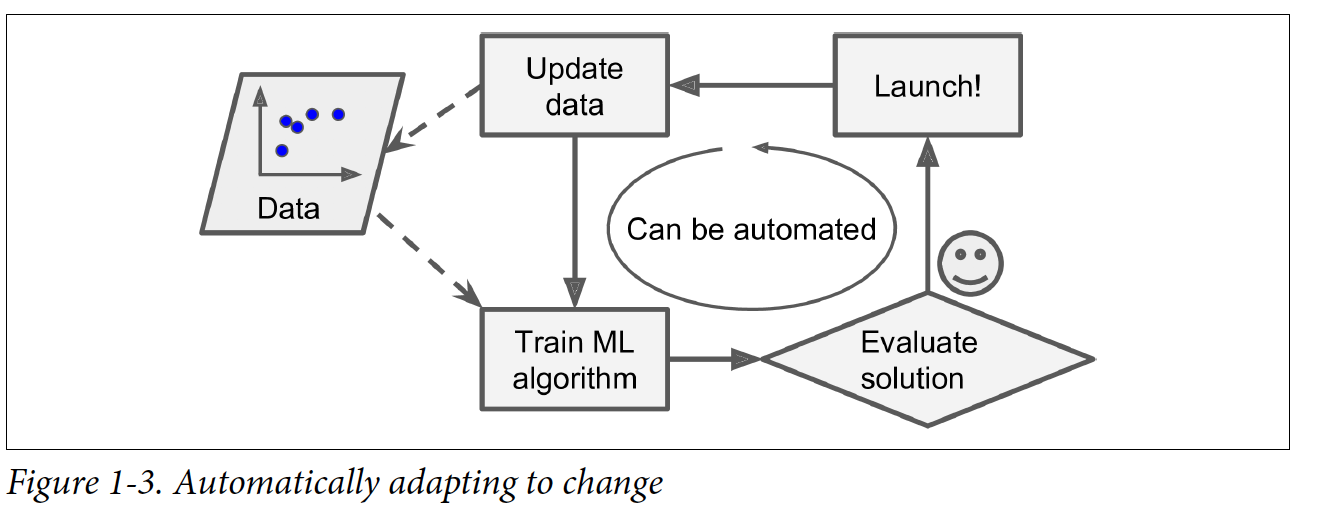 Update
data
Launch!
Data
Can be automated
Train ML
algorithm
Evaluate
solution
Figure 1-3. Automatically adapting to change